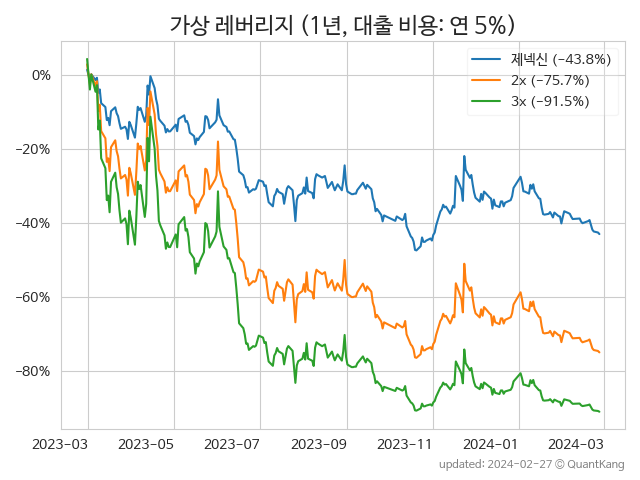 가상 레버리지 (1년, 대출 비용: 연 5%)
제넥신 (−43.8%)
2x (−75.7%)
3x (−91.5%)
0%
−20%
−40%
−60%
−80%
2023-03 2023-05 2023-07 2023-09 2023-11 2024-01 2024-03
updated: 2024-02-27 © QuantKang